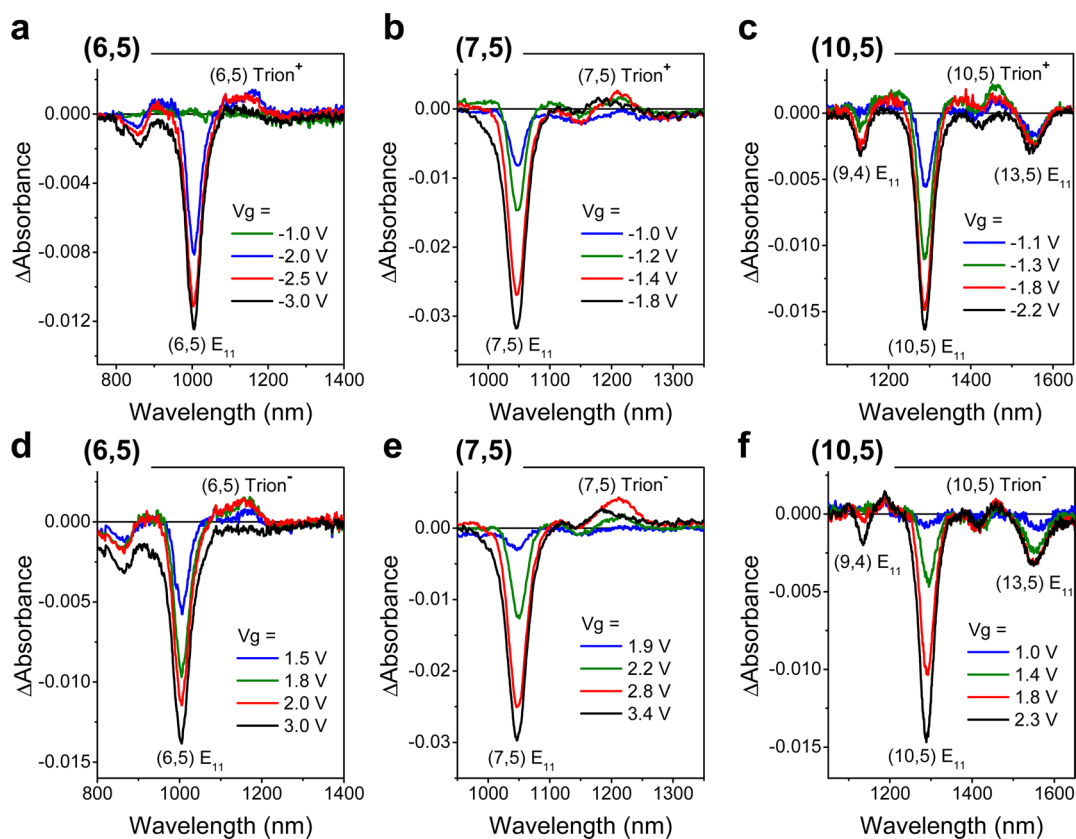 a
(6,5)
(6,5) Trion⁺
0.000
-0.004
-0.008
-0.012
ΔAbsorbance
Vg =
-1.0 V
-2.0 V
-2.5 V
-3.0 V
(6,5) E₁₁
800 1000 1200 1400
Wavelength (nm)
b
(7,5)
(7,5) Trion⁺
0.00
-0.01
-0.02
-0.03
ΔAbsorbance
Vg =
-1.0 V
-1.2 V
-1.4 V
-1.8 V
(7,5) E₁₁
1000 1100 1200 1300
Wavelength (nm)
c
(10,5)
(10,5) Trion⁺
0.000
-0.005
-0.010
-0.015
ΔAbsorbance
(9,4) E₁₁
(13,5) E₁₁
Vg =
-1.1 V
-1.3 V
-1.8 V
-2.2 V
(10,5) E₁₁
1200 1400 1600
Wavelength (nm)
d
(6,5)
(6,5) Trion⁻
0.000
-0.005
-0.010
-0.015
ΔAbsorbance
Vg =
1.5 V
1.8 V
2.0 V
3.0 V
(6,5) E₁₁
800 1000 1200 1400
Wavelength (nm)
e
(7,5)
(7,5) Trion⁻
0.00
-0.01
-0.02
-0.03
ΔAbsorbance
Vg =
1.9 V
2.2 V
2.8 V
3.4 V
(7,5) E₁₁
1000 1100 1200 1300
Wavelength (nm)
f
(10,5)
(10,5) Trion⁻
0.000
-0.005
-0.010
-0.015
ΔAbsorbance
(9,4) E₁₁
(13,5) E₁₁
Vg =
1.0 V
1.4 V
1.8 V
2.3 V
(10,5) E₁₁
1200 1400 1600
Wavelength (nm)